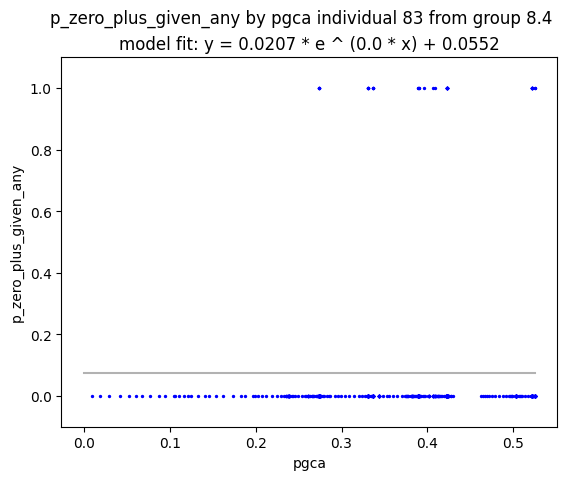 p_zero_plus_given_any by pgca individual 83 from group 8.4
model fit: y = 0.0207 * e ^ (0.0 * x) + 0.0552
1.0
0.8
0.6
0.4
0.2
0.0
p_zero_plus_given_any
0.0 0.1 0.2 0.3 0.4 0.5
pgca